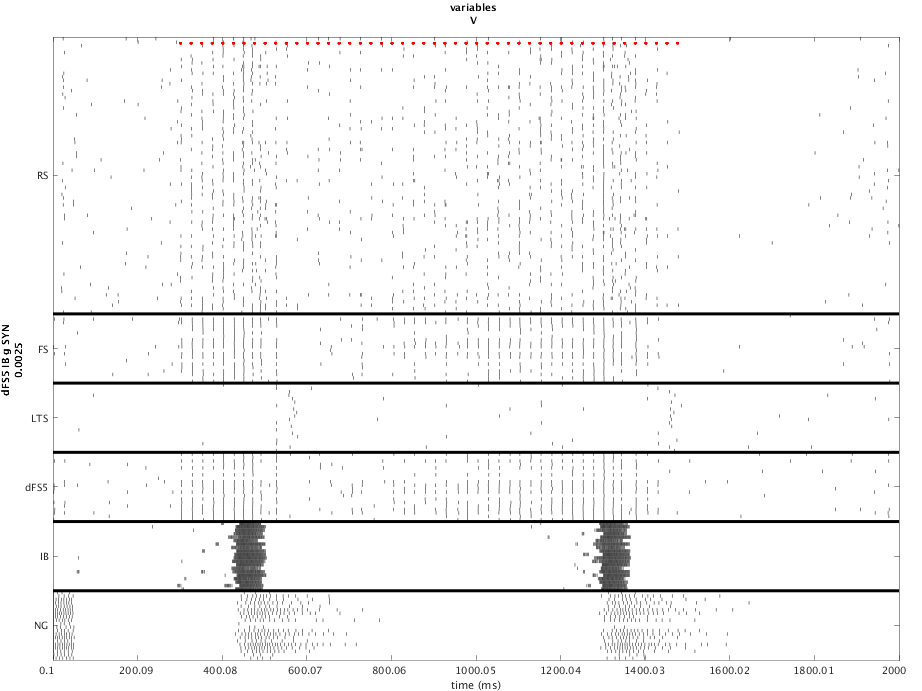 variables
V
RS
FS
LTS
dFS5
IB
NG
dFS5 IB g SYN
0.0025
0.1 200.09 400.08 600.07 800.06 1000.05 1200.04 1400.03 1600.02 1800.01 2000
time (ms)